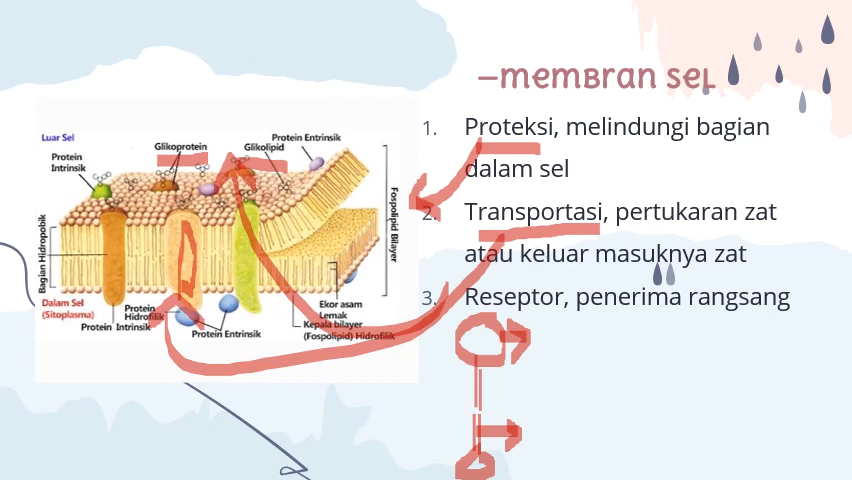 –membran sel
1. Proteksi, melindungi bagian
dalam sel
2. Transportasi, pertukaran zat
atau keluar masuknya zat
3. Reseptor, penerima rangsang
Luar Sel
Protein
Intrinsik
Glikoprotein
Glikolipid
Protein Entrinsik
Fospolipid Bilayer
Bagian Hidropobik
Dalam Sel
(Sitoplasma)
Protein
Hidrofilik
Protein Intrinsik
Protein Entrinsik
Ekor asam
Lemak
Kepala bilayer
(Fospolipid) Hidrofilik